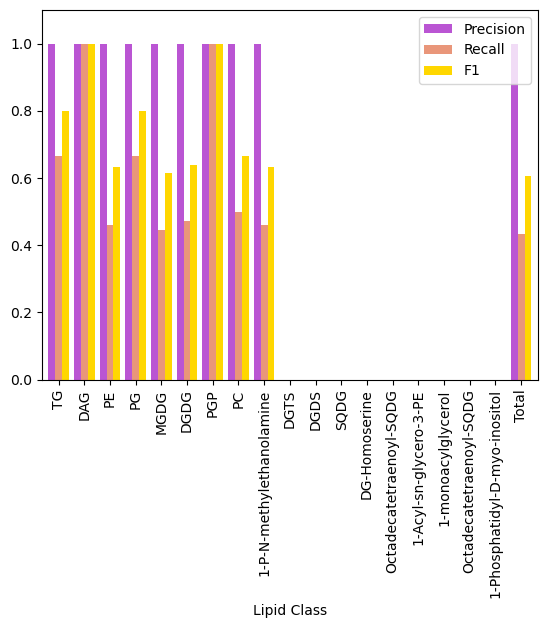 Precision
Recall
F1
1.0
0.8
0.6
0.4
0.2
0.0
TG
DAG
PE
PG
MGDG
DGDG
PGP
PC
1-P-N-methylethanolamine
DGTS
DGDS
SQDG
DG-Homoserine
Octadecatetraenoyl-SQDG
1-Acyl-sn-glycero-3-PE
1-monoacylglycerol
Octadecatetraenoyl-SQDG
1-Phosphatidyl-D-myo-inositol
Total
Lipid Class